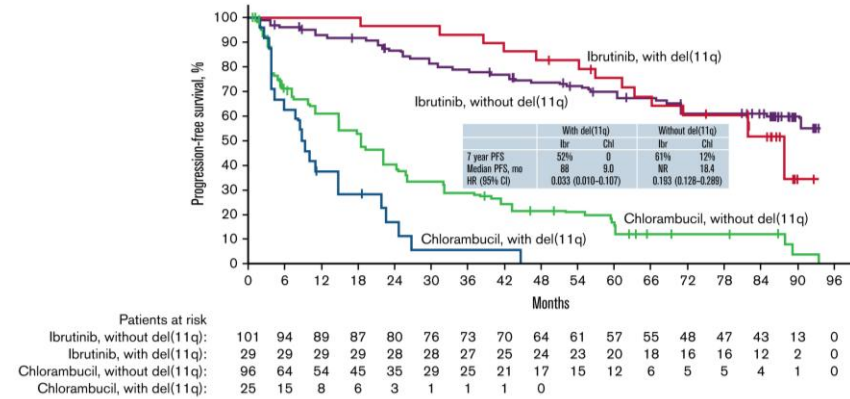 100
90
80
70
60
50
40
30
20
10
0
Progression-free survival, %
Ibrutinib, with del(11q)
Ibrutinib, without del(11q)
With del(11q) Without del(11q)
Ibr Chl Ibr Chl
7 year PFS 52% 0 61% 12%
Median PFS, mo 88 9.0 NR 18.4
HR (95% CI) 0.033 (0.010–0.107) 0.193 (0.128–0.289)
Chlorambucil, without del(11q)
Chlorambucil, with del(11q)
0 6 12 18 24 30 36 42 48 54 60 66 72 78 84 90 96
Months
Patients at risk
Ibrutinib, without del(11q): 101 94 89 87 80 76 73 70 64 61 57 55 48 47 43 13 0
Ibrutinib, with del(11q): 29 29 29 29 28 28 27 25 24 23 20 18 16 16 12 2 0
Chlorambucil, without del(11q): 96 64 54 45 35 29 25 21 17 15 12 6 5 5 4 1 0
Chlorambucil, with del(11q): 25 15 8 6 3 1 1 1 0